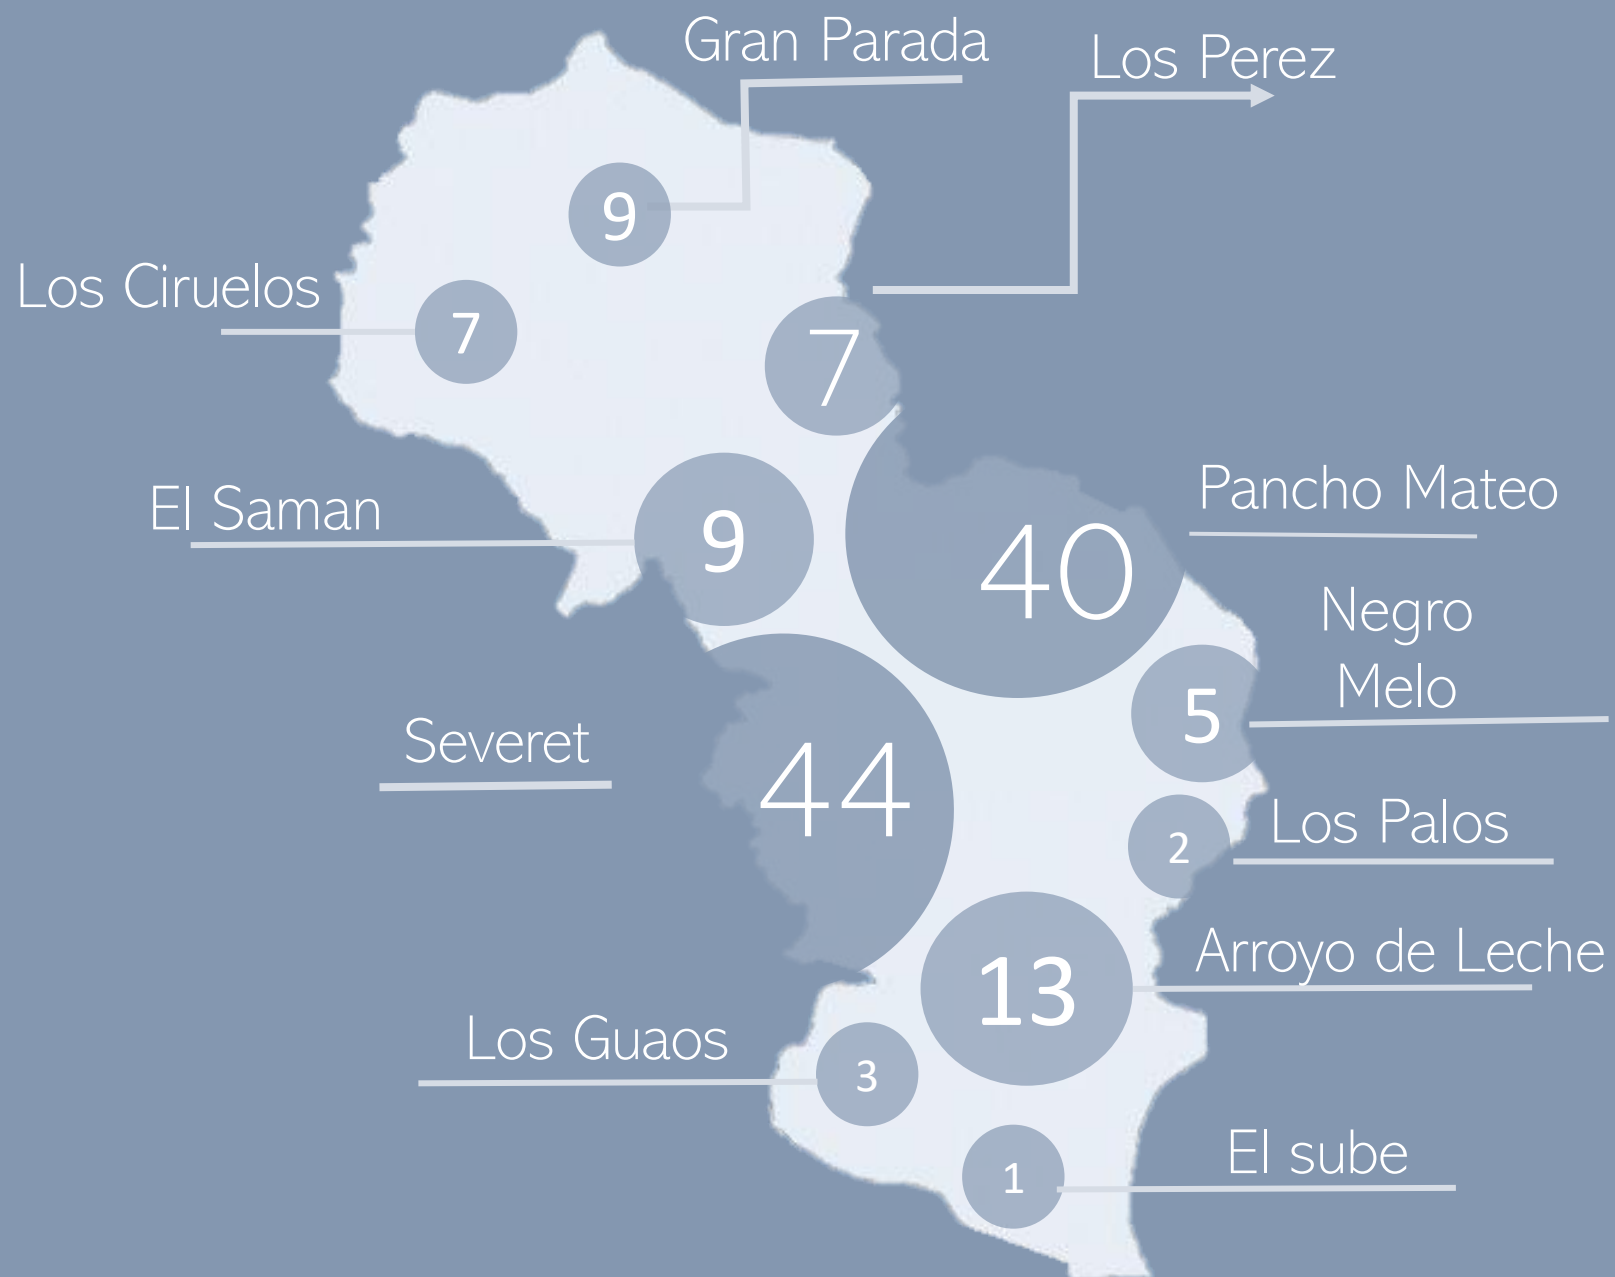 Gran Parada
Los Perez
9
Los Ciruelos
7
7
El Saman
9
40
Pancho Mateo
Negro
Melo
5
Severet
44
2
Los Palos
13
Arroyo de Leche
Los Guaos
3
1
El sube